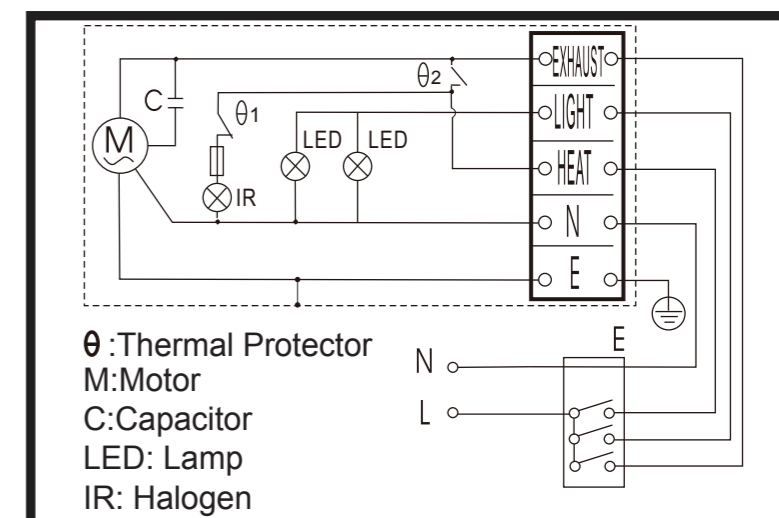 EXHAUST
θ2
C
θ1
LIGHT
M
LED LED
HEAT
IR
N
E
θ :Thermal Protector
M:Motor
C:Capacitor
LED: Lamp
IR: Halogen
N
E
L